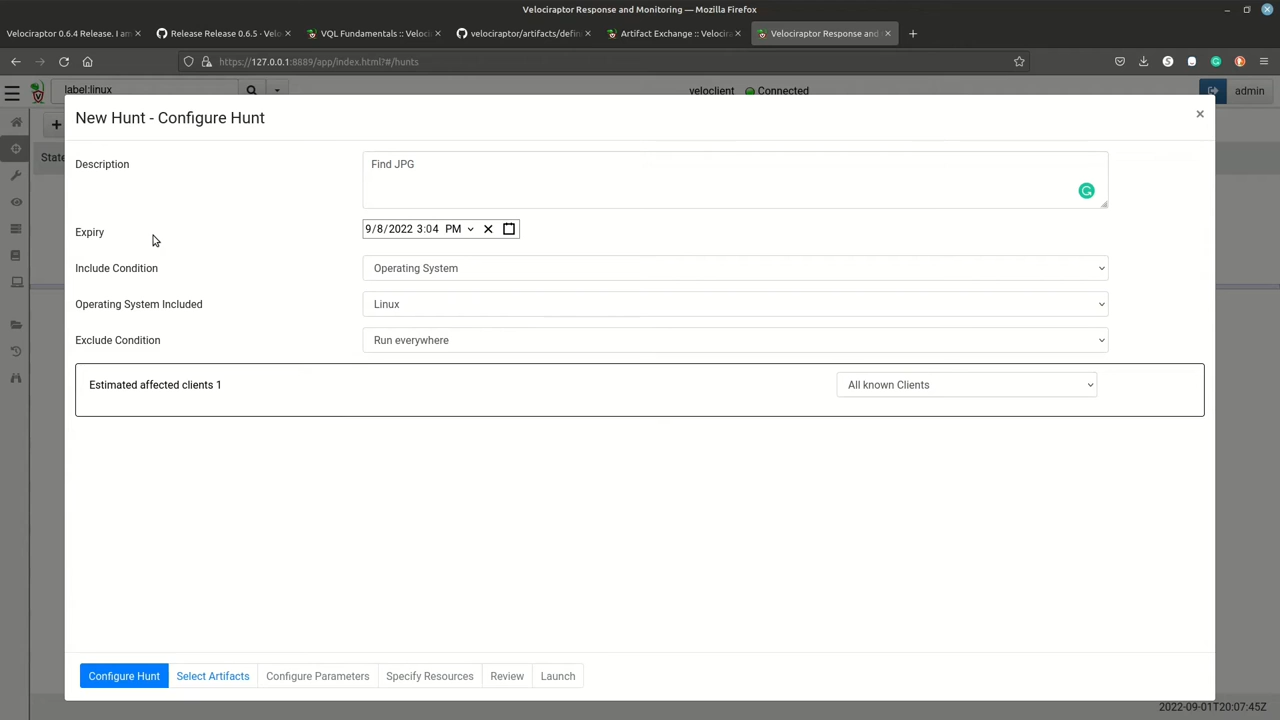 Velociraptor Response and Monitoring — Mozilla Firefox
Velociraptor 0.6.4 Release. I am
Release Release 0.6.5 · Velo
VQL Fundamentals :: Veloci
velociraptor/artifacts/defin
Artifact Exchange :: Velocira
Velociraptor Response and
https://127.0.0.1:8889/app/index.html?#/hunts
label:linux
veloclient
Connected
admin
State
New Hunt - Configure Hunt
×
Description
Find JPG
Expiry
9/8/2022 3:04 PM
Include Condition
Operating System
Operating System Included
Linux
Exclude Condition
Run everywhere
Estimated affected clients 1
All known Clients
Configure Hunt
Select Artifacts
Configure Parameters
Specify Resources
Review
Launch
2022-09-01T20:07:45Z